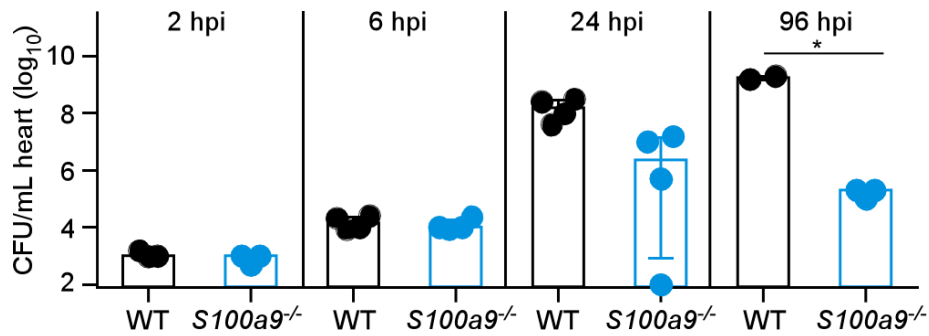 2 hpi 6 hpi 24 hpi 96 hpi
*
CFU/mL heart (log10)
10
8
6
4
2
WT S100a9-/- WT S100a9-/- WT S100a9-/- WT S100a9-/-